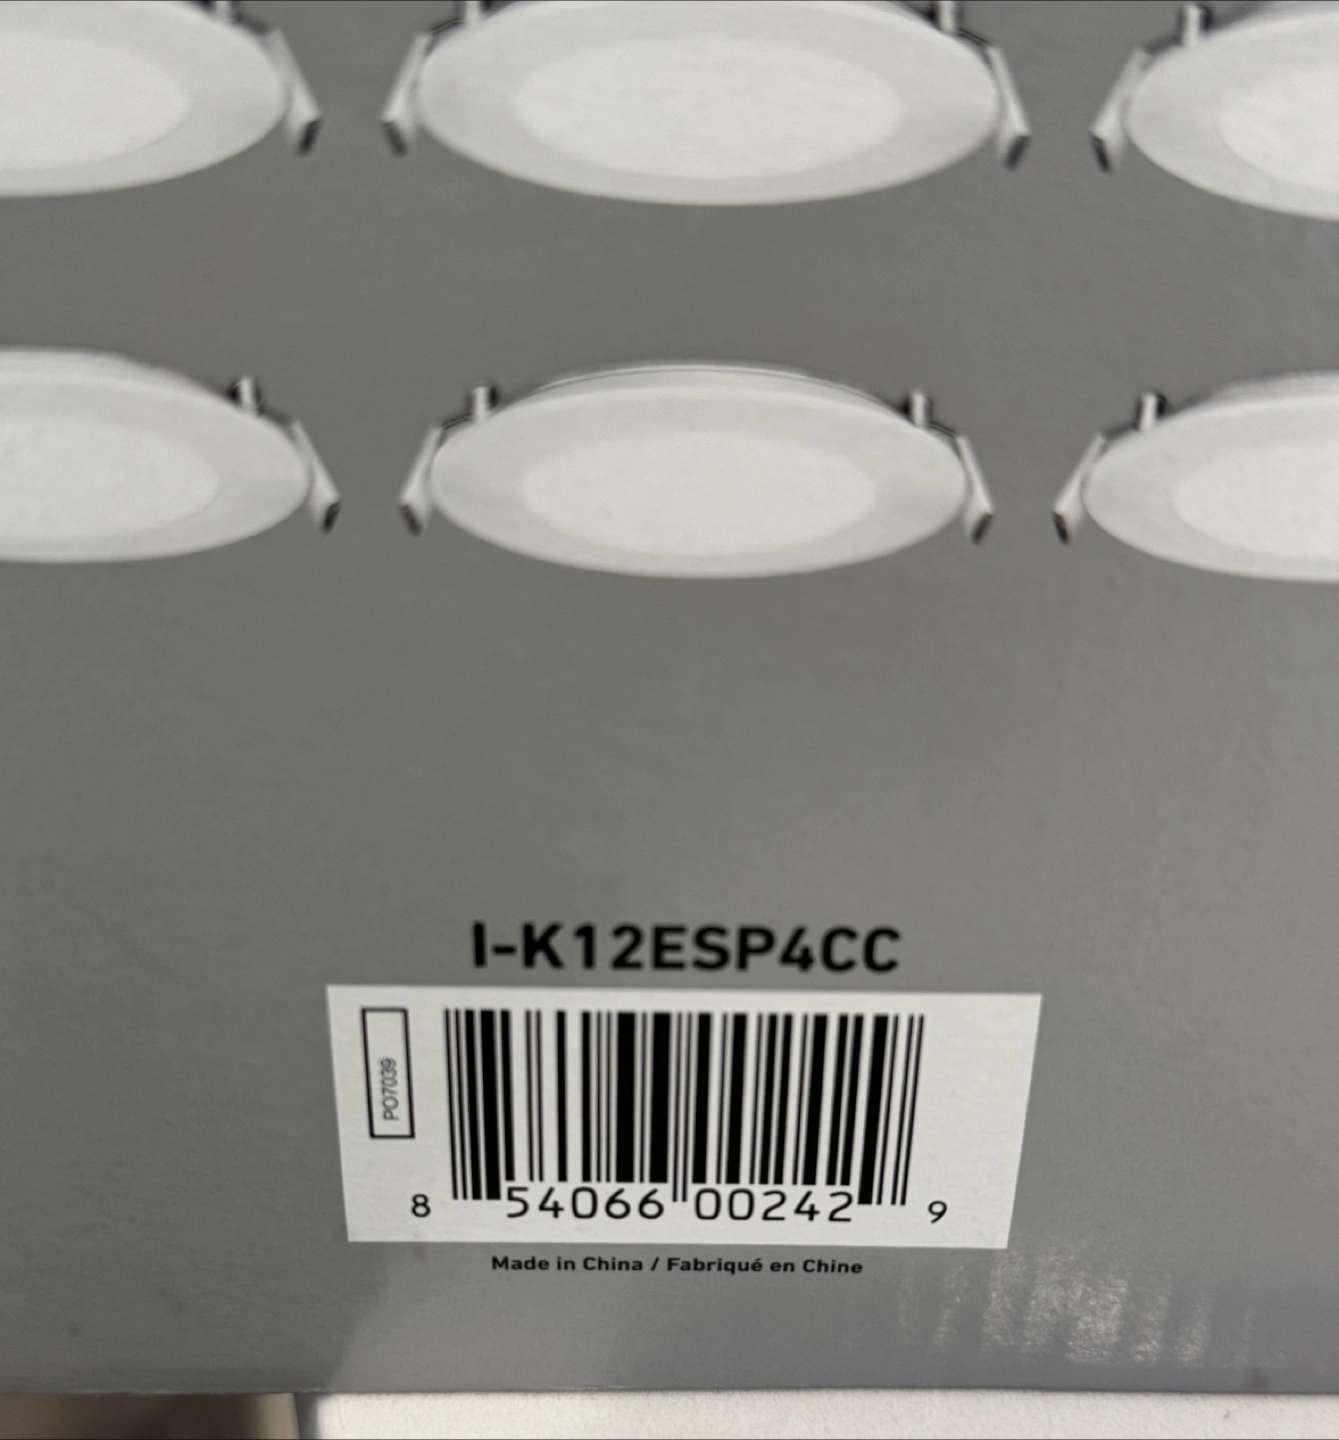 I-K12ESP4CC
PO7039
8 54066 00242 9
Made in China / Fabriqué en Chine